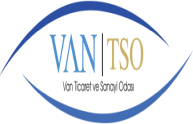 VAN|TSO
Van Ticaret ve Sanayi Odası